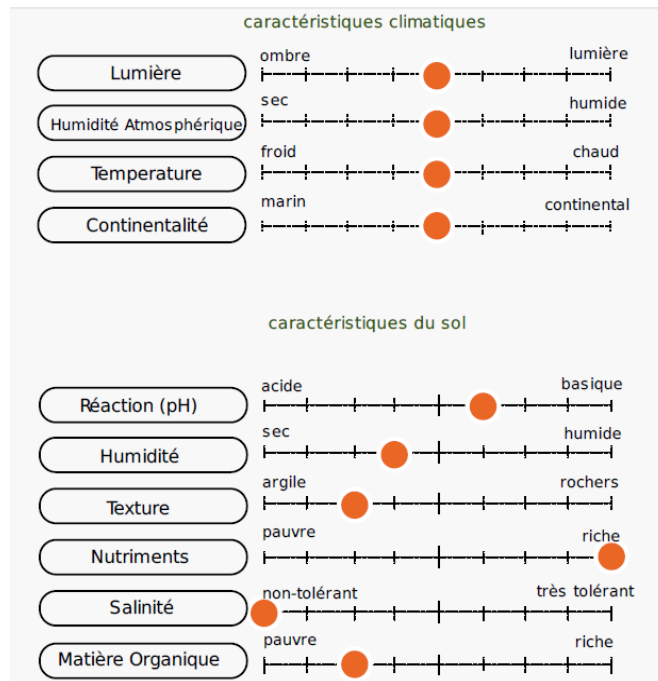 caractéristiques climatiques
ombre lumière
Lumière
sec humide
Humidité Atmosphérique
froid chaud
Temperature
marin continental
Continentalité
caractéristiques du sol
acide basique
Réaction (pH)
sec humide
Humidité
argile rochers
Texture
pauvre riche
Nutriments
non-tolérant très tolérant
Salinité
pauvre riche
Matière Organique